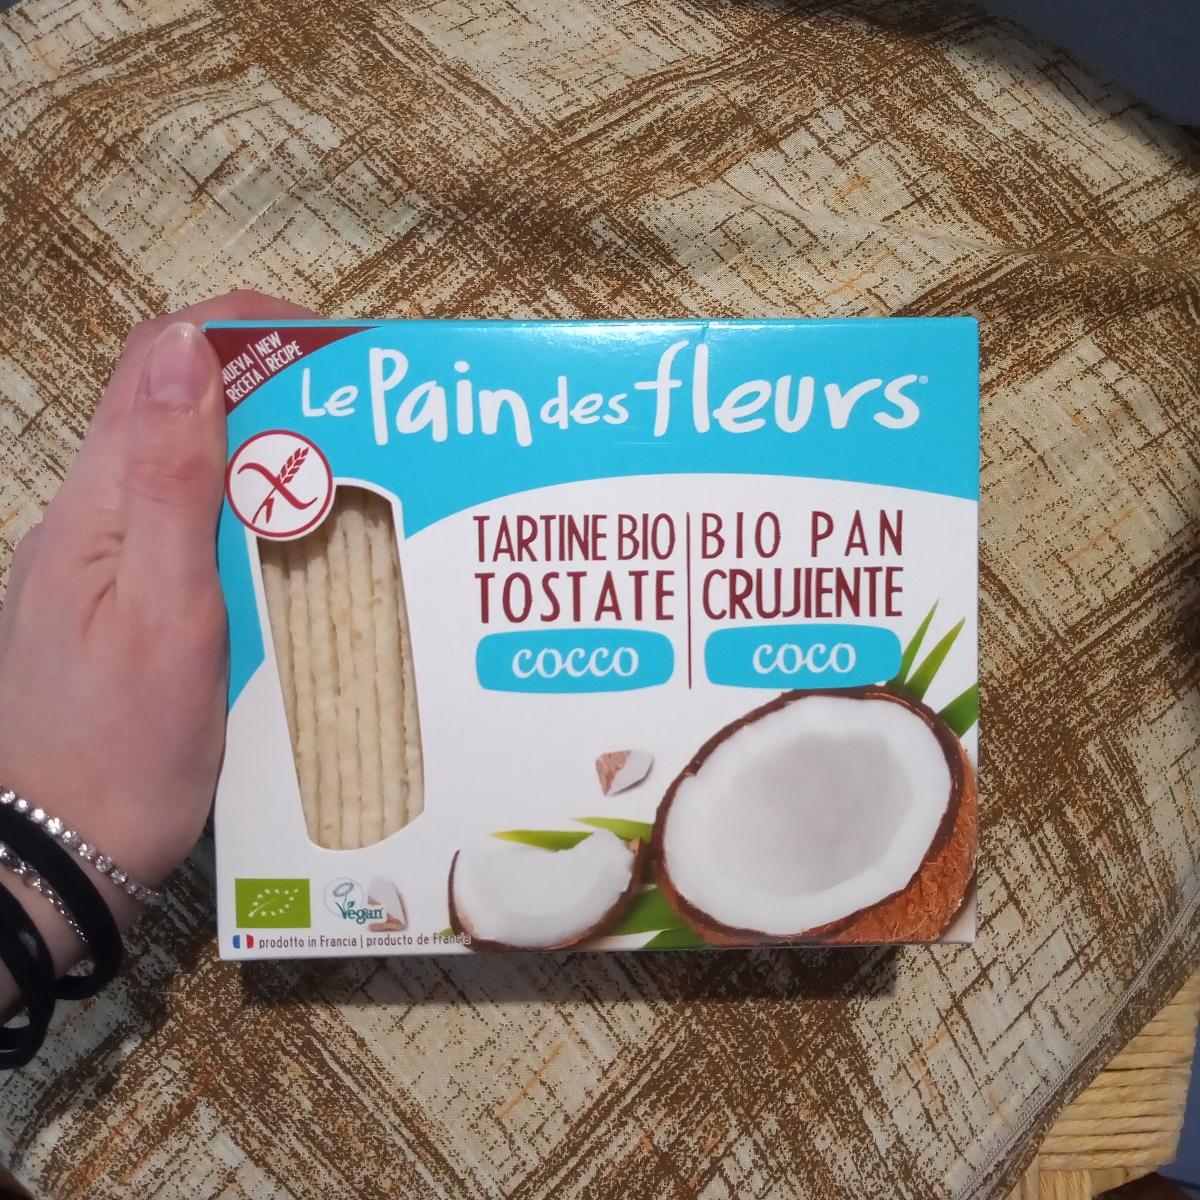 NUEVA | NEW
RECETA | RECIPE
Le Pain des fleurs®
TARTINE BIO
TOSTATE
cocco
BIO PAN
CRUJIENTE
coco
Vegan
prodotto in Francia | producto de Francia